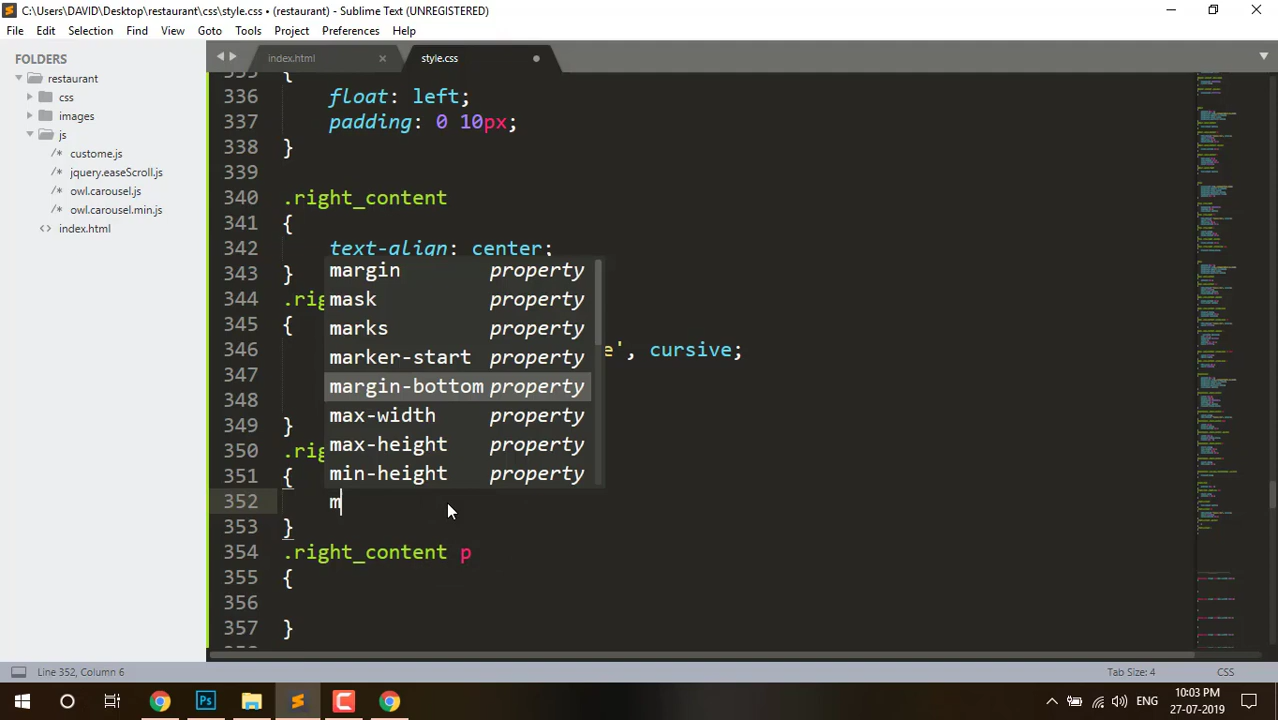 C:\Users\DAVID\Desktop\restaurant\css\style.css • (restaurant) - Sublime Text (UNREGISTERED)
File Edit Selection Find View Goto Tools Project Preferences Help
FOLDERS
restaurant
css
images
js
custome.js
jquery.easeScroll.js
owl.carousel.js
owl.carousel.min.js
index.html
index.html
style.css
335 {
336 float: left;
337 padding: 0 10px;
338 }
339
340 .right_content
341 {
342 text-align: center;
343 }
344 .rig
345 {
346 e', cursive;
347
348
349 }
350 .rig
351 {
352 m
353 }
354 .right_content p
355 {
356
357 }
margin property
mask property
marks property
marker-start property
margin-bottom property
max-width property
max-height property
min-height property
Line 352, Column 6
Tab Size: 4
CSS
ENG
10:03 PM
27-07-2019